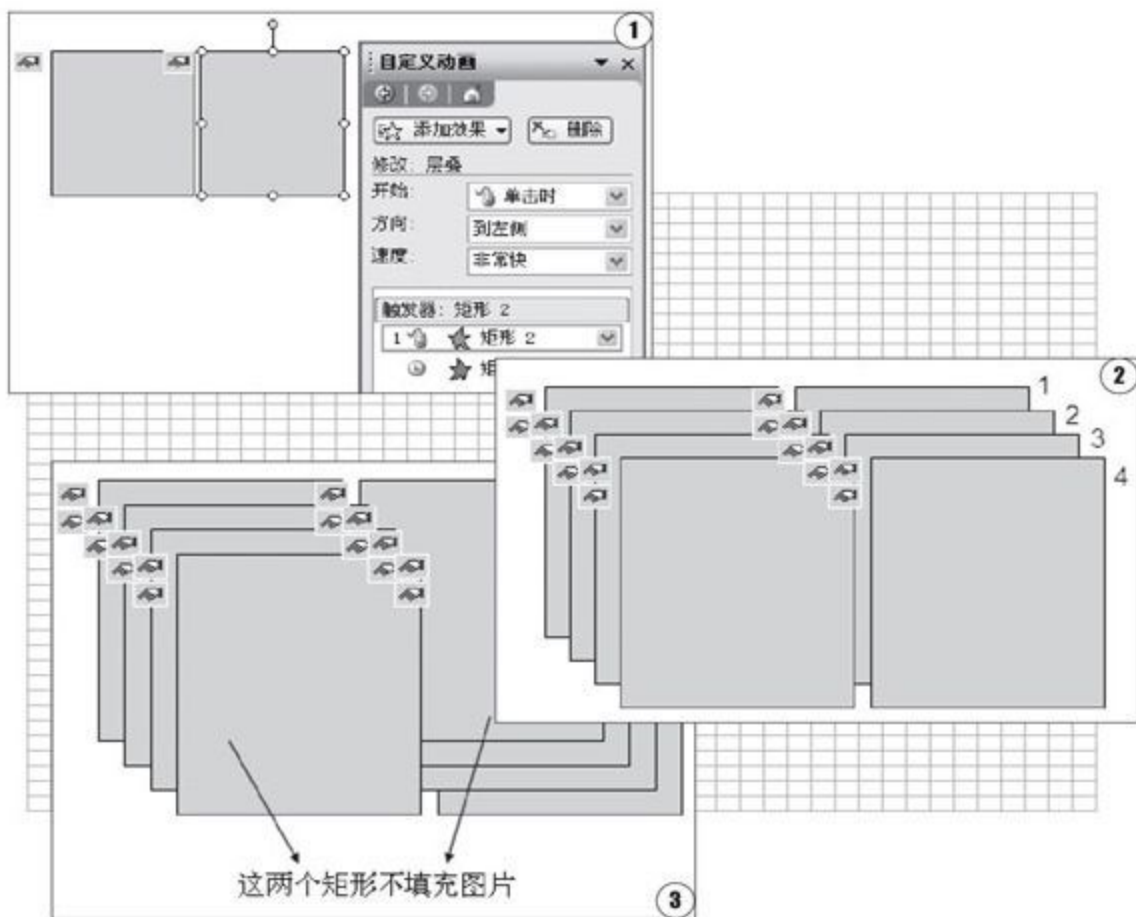 1
自定义动画
添加效果 删除
修改: 层叠
开始: 单击时
方向: 到左侧
速度: 非常快
触发器: 矩形 2
1 矩形 2
矩
2
1
2
3
4
这两个矩形不填充图片
3